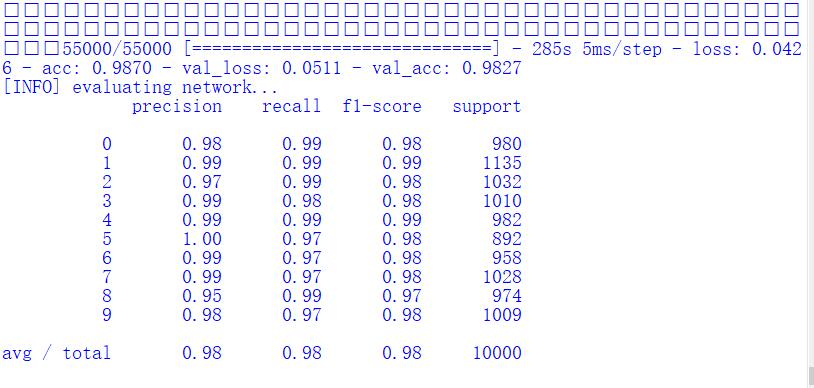 □□□□□□□□□□□□□□□□□□□□□□□□□□□□□□□□□□□□□□□□□
□□□□□□□□□□□□□□□□□□□□□□□□□□□□□□□□□□□□□□□□□
□□□55000/55000 [==============================] - 285s 5ms/step - loss: 0.042
6 - acc: 0.9870 - val_loss: 0.0511 - val_acc: 0.9827
[INFO] evaluating network...
precision recall f1-score support
0 0.98 0.99 0.98 980
1 0.99 0.99 0.99 1135
2 0.97 0.99 0.98 1032
3 0.99 0.98 0.98 1010
4 0.99 0.99 0.99 982
5 1.00 0.97 0.98 892
6 0.99 0.97 0.98 958
7 0.99 0.97 0.98 1028
8 0.95 0.99 0.97 974
9 0.98 0.97 0.98 1009
avg / total 0.98 0.98 0.98 10000